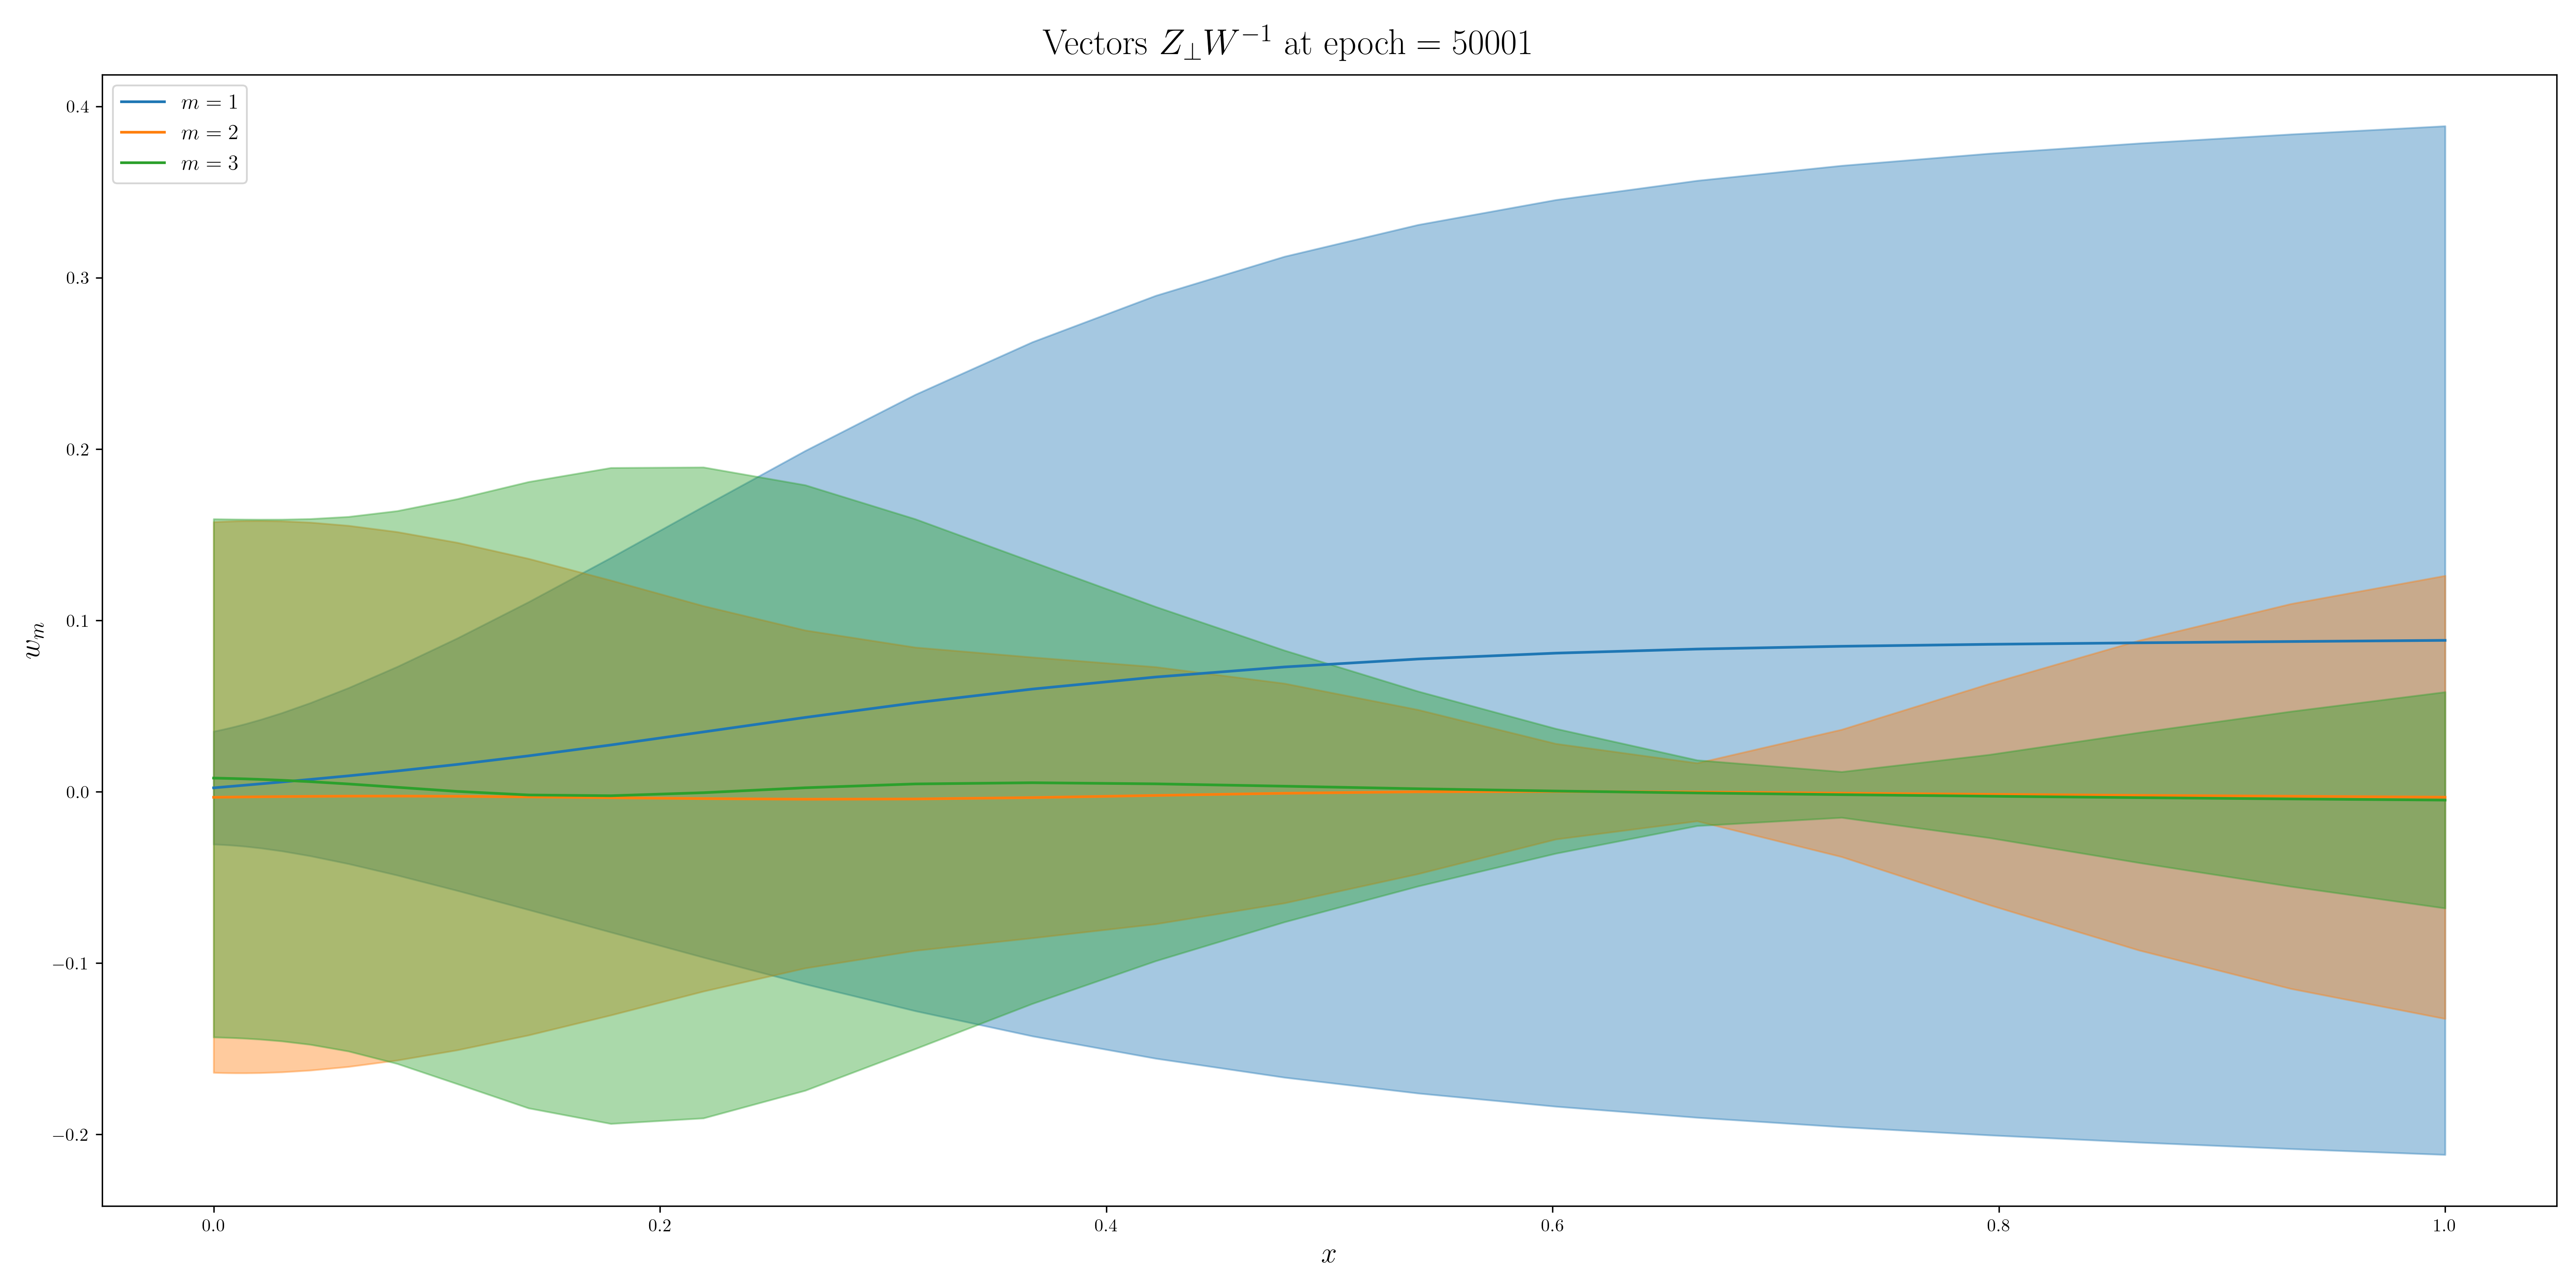 Vectors $Z_{\perp}W^{-1}$ at epoch = 50001
m = 1
m = 2
m = 3
0.4
0.3
0.2
0.1
0.0
−0.1
−0.2
$w_m$
0.0 0.2 0.4 0.6 0.8 1.0
x